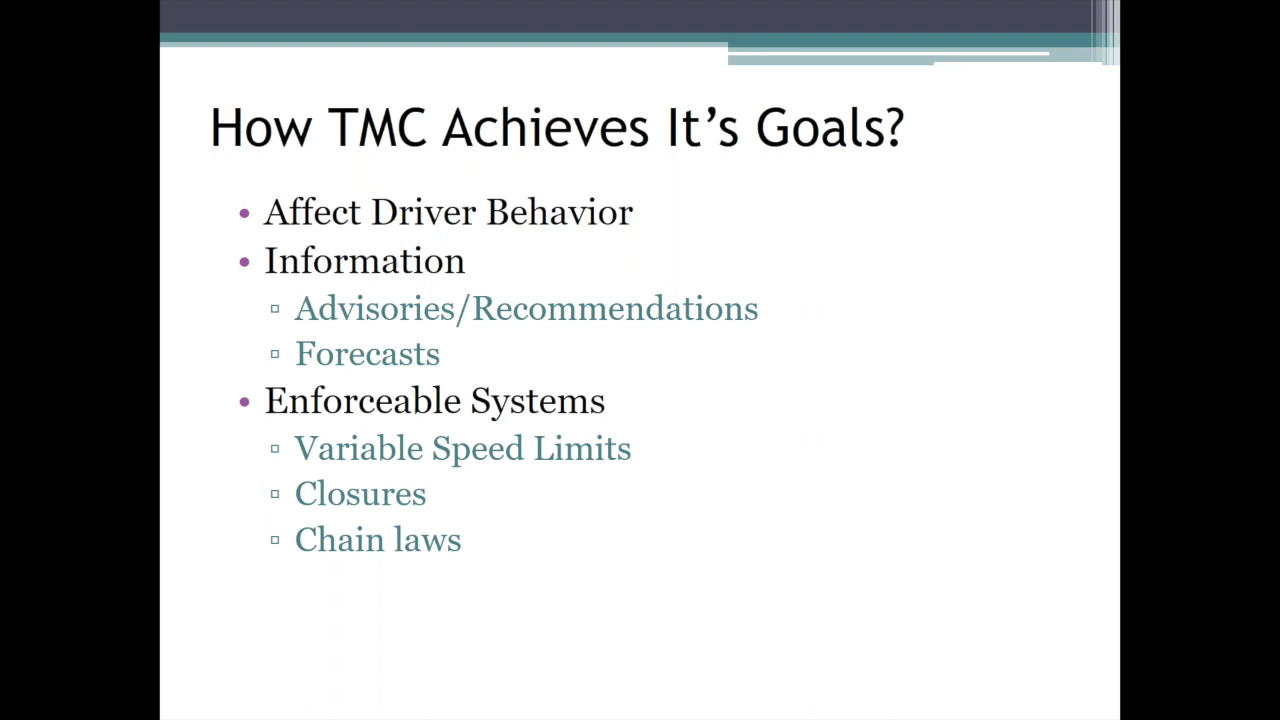 How TMC Achieves It’s Goals?
• Affect Driver Behavior
• Information
▫ Advisories/Recommendations
▫ Forecasts
• Enforceable Systems
▫ Variable Speed Limits
▫ Closures
▫ Chain laws